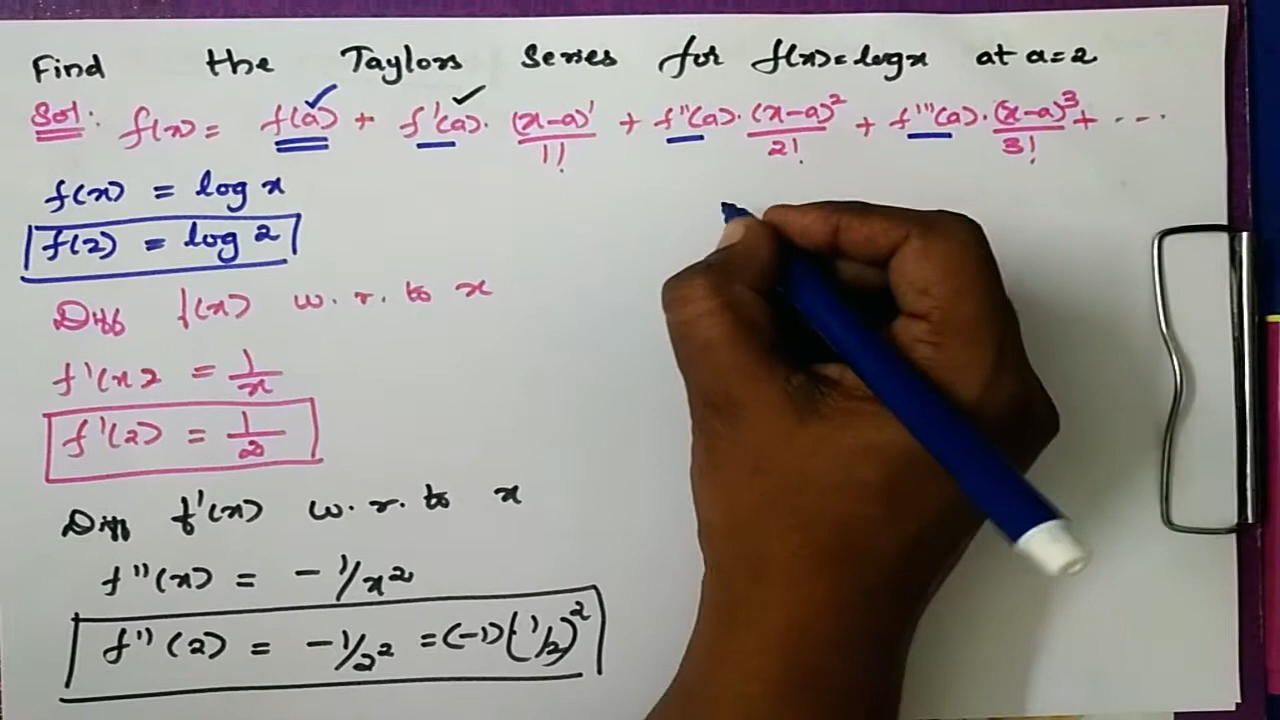 Find the Taylors Series for f(x)=logx at a=2
Sol: f(x) = f(a) + f'(a). (x-a)'/1! + f''(a). (x-a)²/2! + f'''(a). (x-a)³/3! + ...
f(x) = log x
f(2) = log 2
Diff f(x) w.r. to x
f'(x) = 1/x
f'(2) = 1/2
Diff f'(x) w.r. to x
f''(x) = -1/x²
f''(2) = -1/2² = (-1)(1/2)²